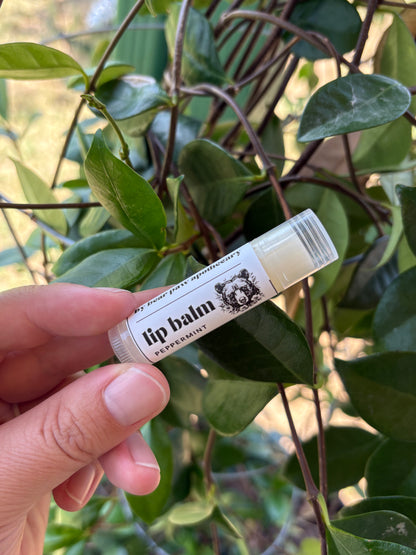 by bear paw apothecary
lip balm
PEPPERMINT